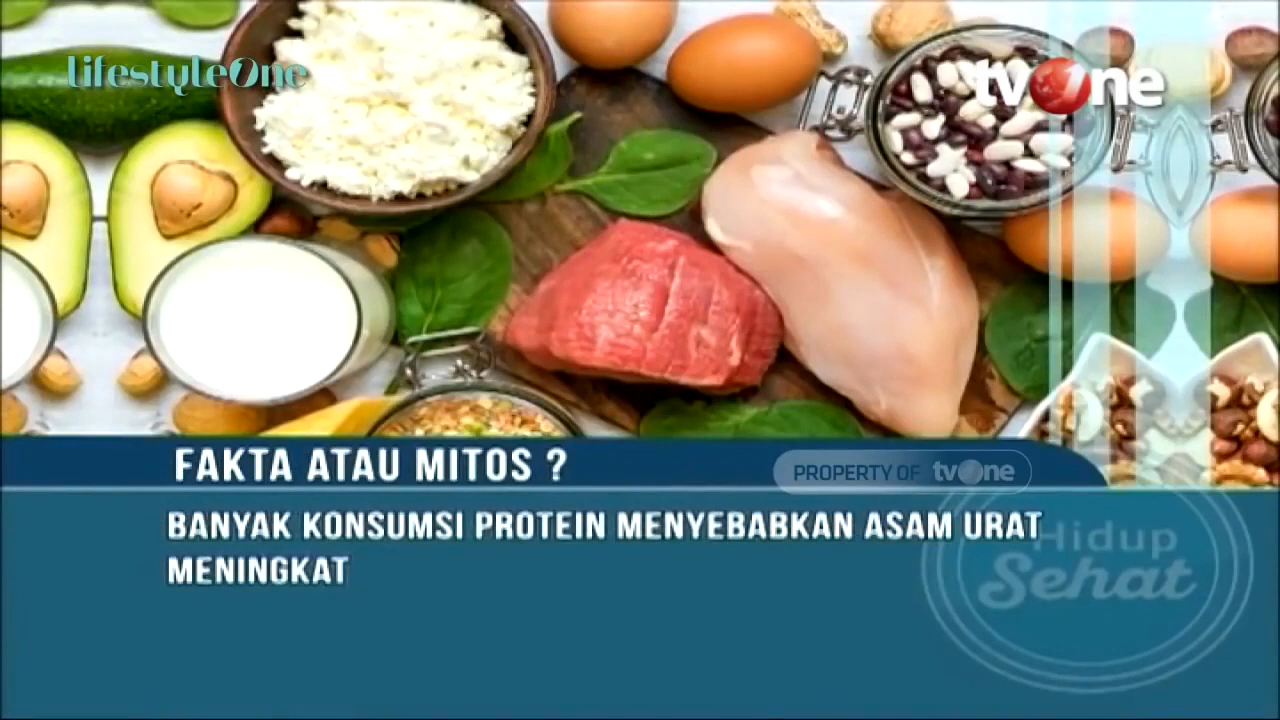 lifestyleOne
tvOne
FAKTA ATAU MITOS ?
PROPERTY OF tvOne
BANYAK KONSUMSI PROTEIN MENYEBABKAN ASAM URAT
MENINGKAT
Hidup
Sehat